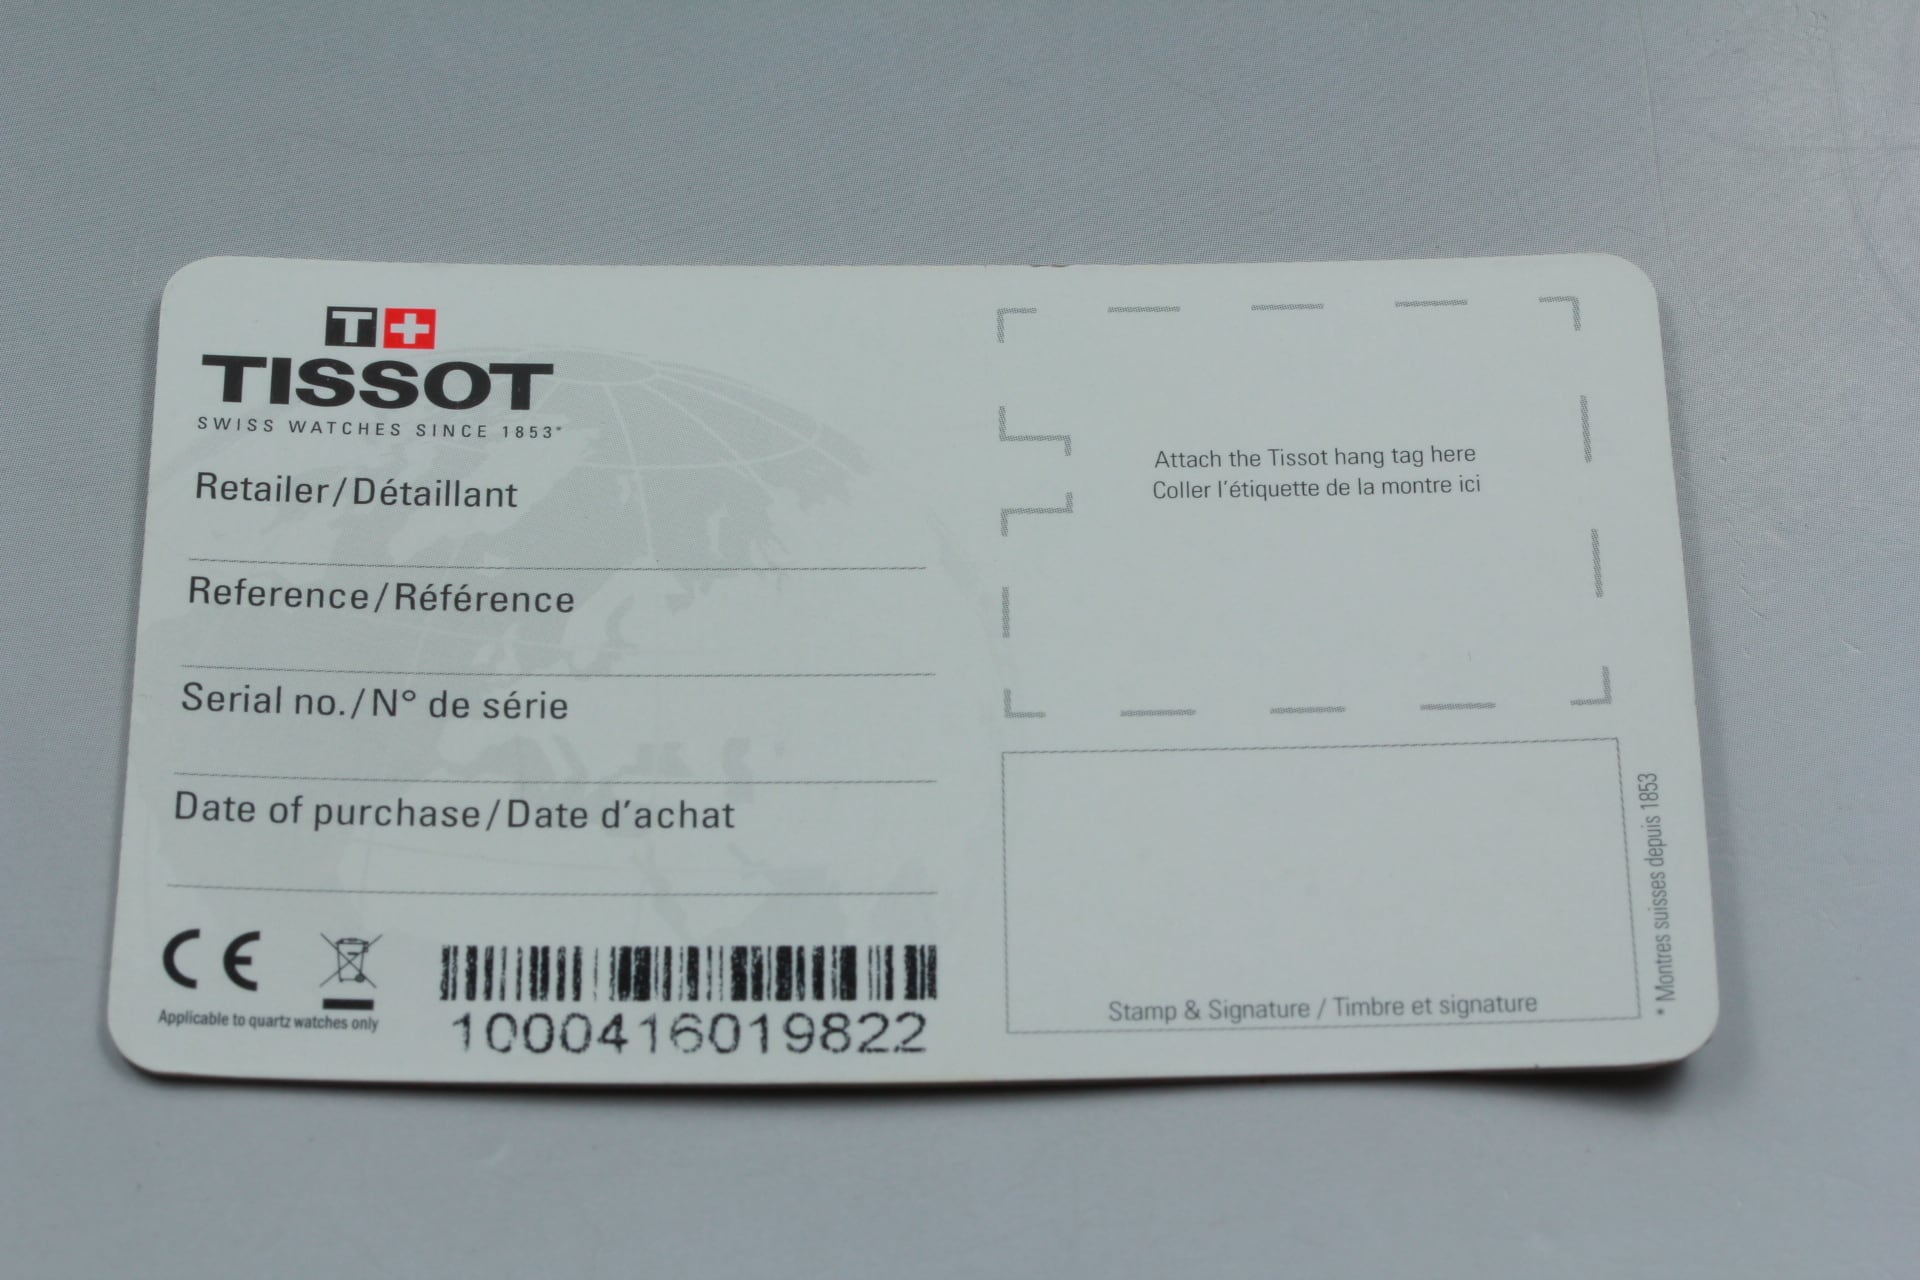 T
TISSOT
SWISS WATCHES SINCE 1853*
Retailer/Détaillant
Reference/Référence
Serial no./N° de série
Date of purchase/Date d'achat
CE
Applicable to quartz watches only
1000416019822
Attach the Tissot hang tag here
Coller l'étiquette de la montre ici
Stamp & Signature / Timbre et signature
* Montres suisses depuis 1853